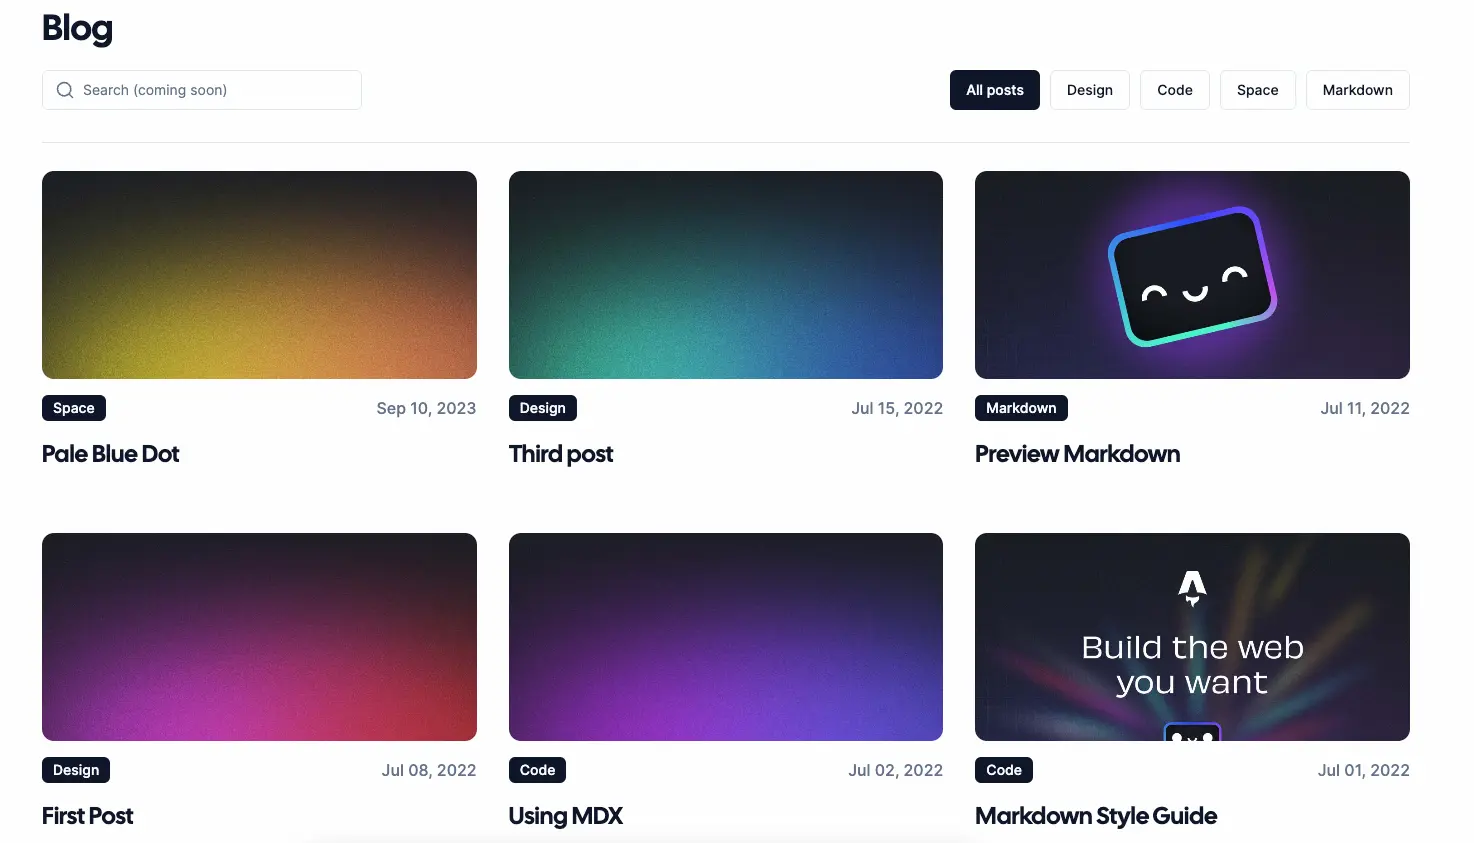 Blog
Search (coming soon)
All posts
Design
Code
Space
Markdown
Space
Sep 10, 2023
Pale Blue Dot
Design
Jul 15, 2022
Third post
Markdown
Jul 11, 2022
Preview Markdown
Design
Jul 08, 2022
First Post
Code
Jul 02, 2022
Using MDX
Build the web
you want
Code
Jul 01, 2022
Markdown Style Guide